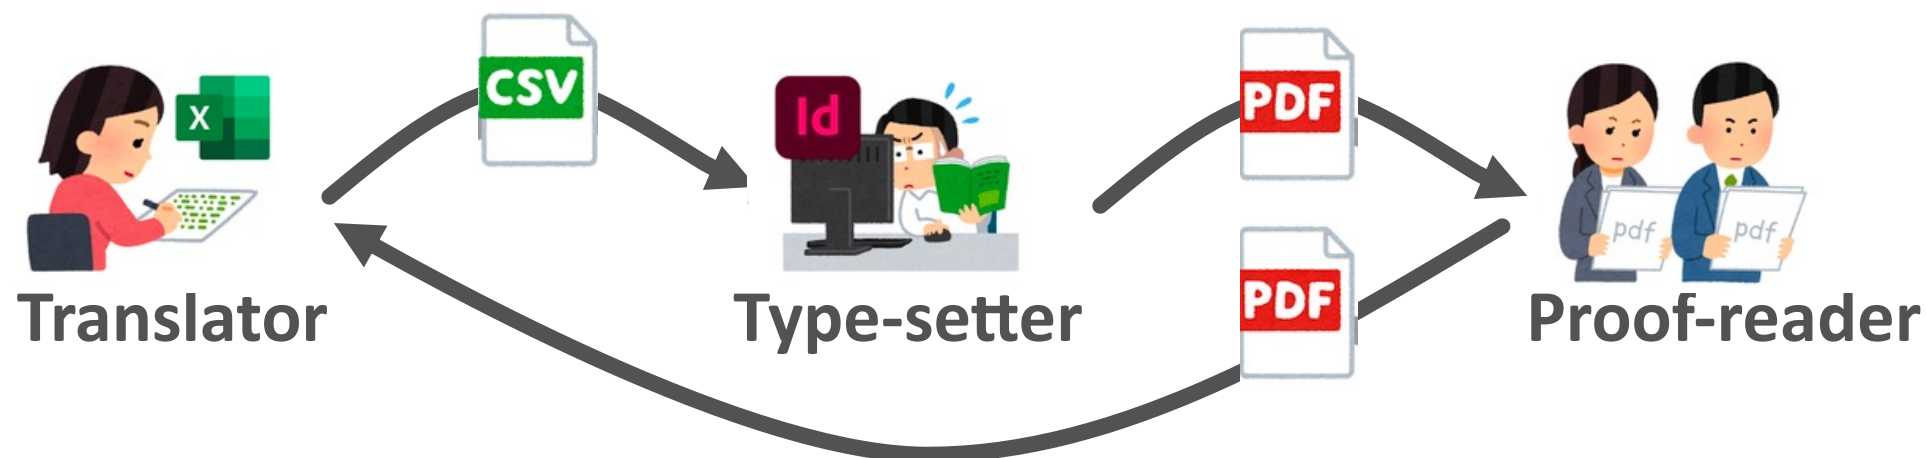 X
CSV
Id
PDF
pdf
pdf
PDF
Translator
Type-setter
Proof-reader